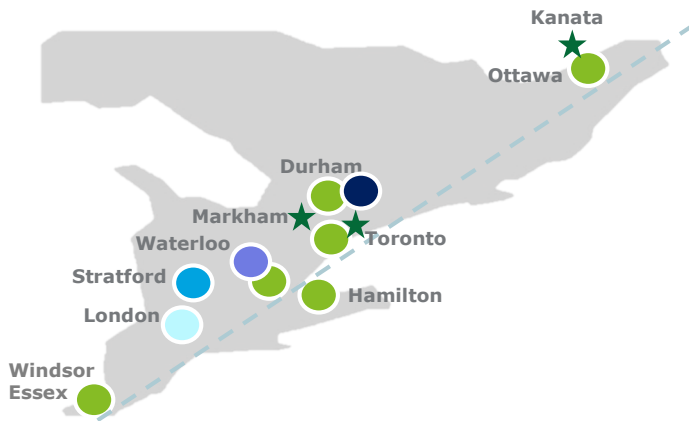 Kanata
Ottawa
Durham
Markham
Toronto
Waterloo
Stratford
Hamilton
London
Windsor
Essex